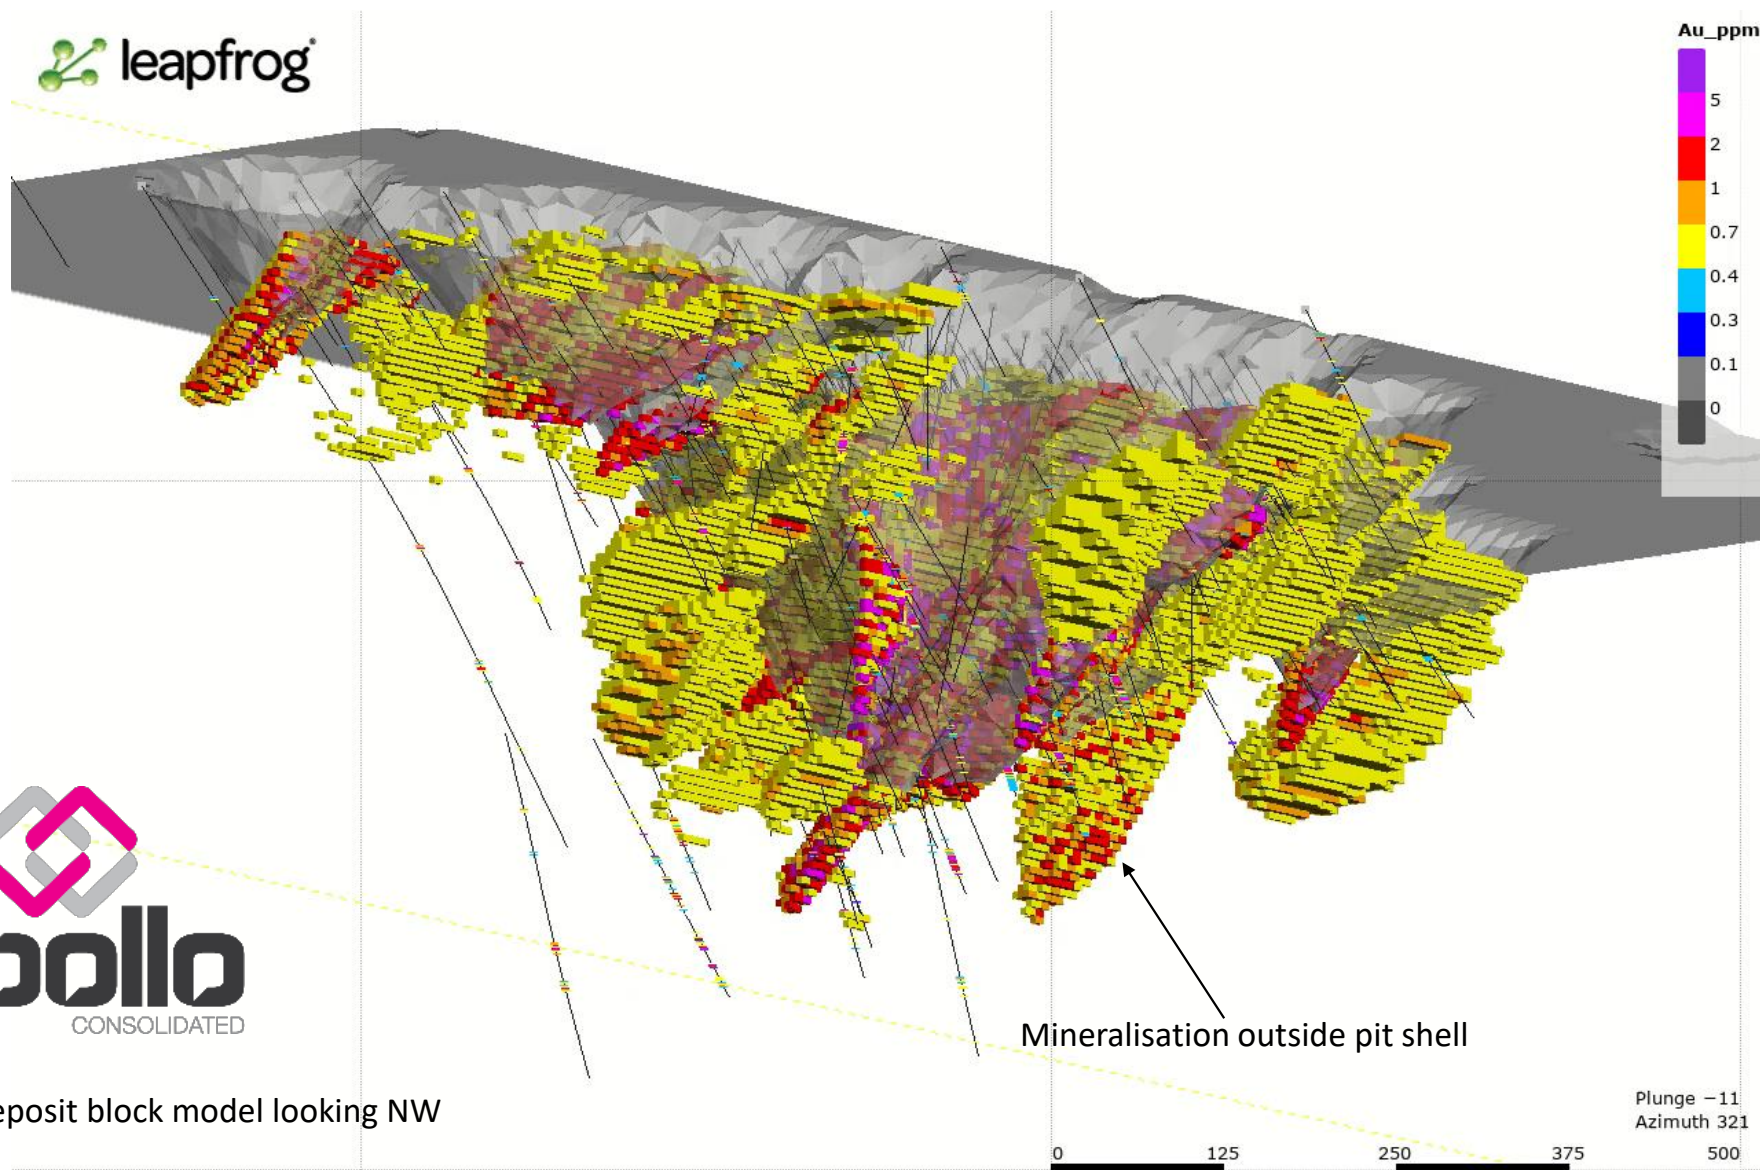 leapfrog
Au_ppm
5
2
1
0.7
0.4
0.3
0.1
0
pollo
CONSOLIDATED
Mineralisation outside pit shell
eposit block model looking NW
Plunge −11
Azimuth 321
0 125 250 375 500